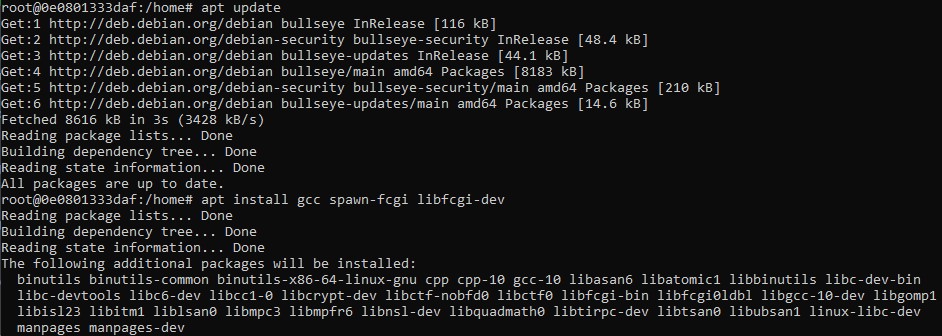 root@0e0801333daf:/home# apt update
Get:1 http://deb.debian.org/debian bullseye InRelease [116 kB]
Get:2 http://deb.debian.org/debian-security bullseye-security InRelease [48.4 kB]
Get:3 http://deb.debian.org/debian bullseye-updates InRelease [44.1 kB]
Get:4 http://deb.debian.org/debian bullseye/main amd64 Packages [8183 kB]
Get:5 http://deb.debian.org/debian-security bullseye-security/main amd64 Packages [210 kB]
Get:6 http://deb.debian.org/debian bullseye-updates/main amd64 Packages [14.6 kB]
Fetched 8616 kB in 3s (3428 kB/s)
Reading package lists... Done
Building dependency tree... Done
Reading state information... Done
All packages are up to date.
root@0e0801333daf:/home# apt install gcc spawn-fcgi libfcgi-dev
Reading package lists... Done
Building dependency tree... Done
Reading state information... Done
The following additional packages will be installed:
binutils binutils-common binutils-x86-64-linux-gnu cpp cpp-10 gcc-10 libasan6 libatomic1 libbinutils libc-dev-bin
libc-devtools libc6-dev libcc1-0 libcrypt-dev libctf-nobfd0 libctf0 libfcgi-bin libfcgi0ldbl libgcc-10-dev libgomp1
libisl23 libitm1 liblsan0 libmpc3 libmpfr6 libnsl-dev libquadmath0 libtirpc-dev libtsan0 libubsan1 linux-libc-dev
manpages manpages-dev